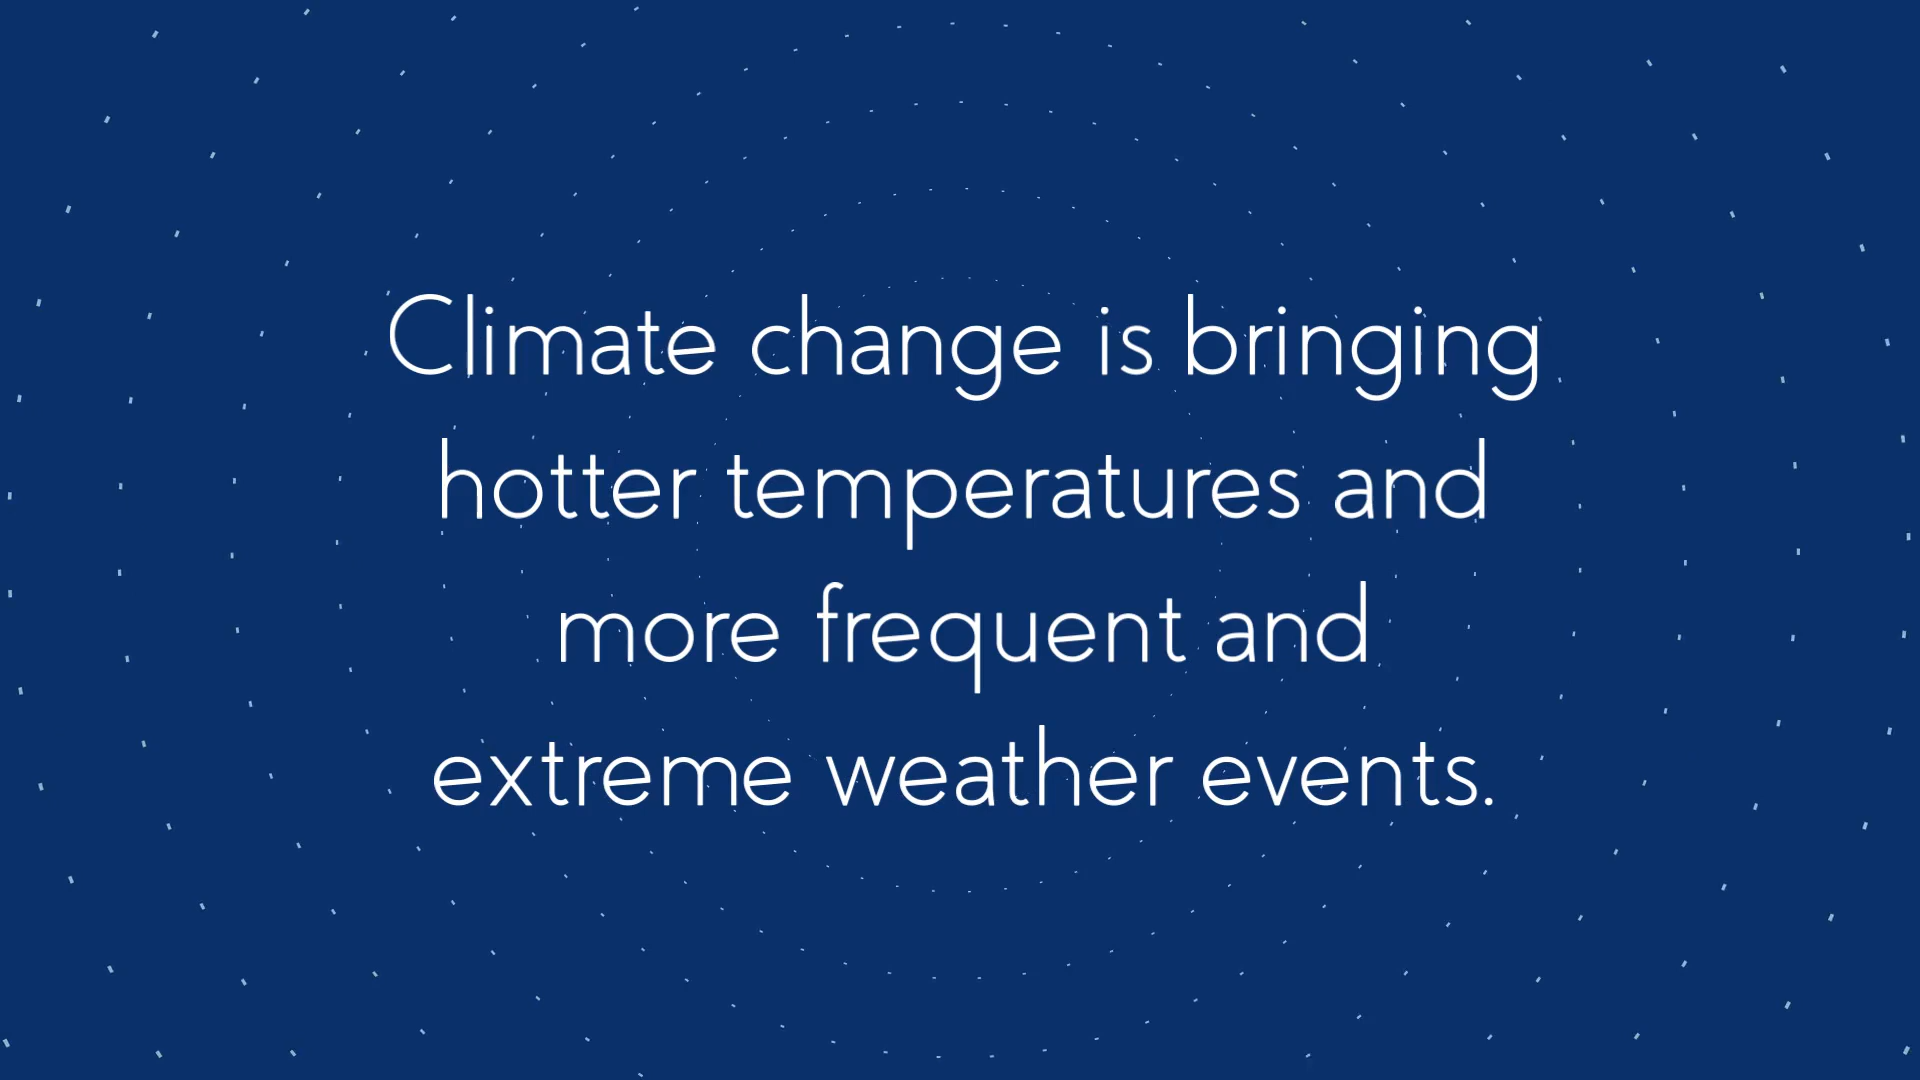 Climate change is bringing
hotter temperatures and
more frequent and
extreme weather events.